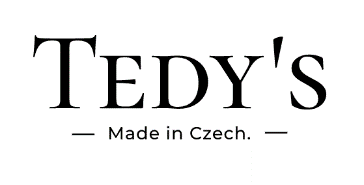 TEDY'S
— Made in Czech. —